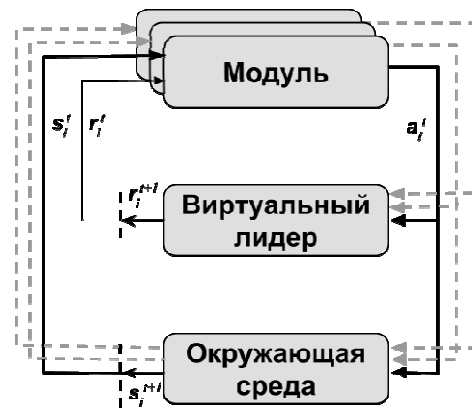 Модуль
s_i^t r_i^t
a_i^t
r_i^{t+1}
Виртуальный
лидер
Окружающая
среда
s_i^{t+1}